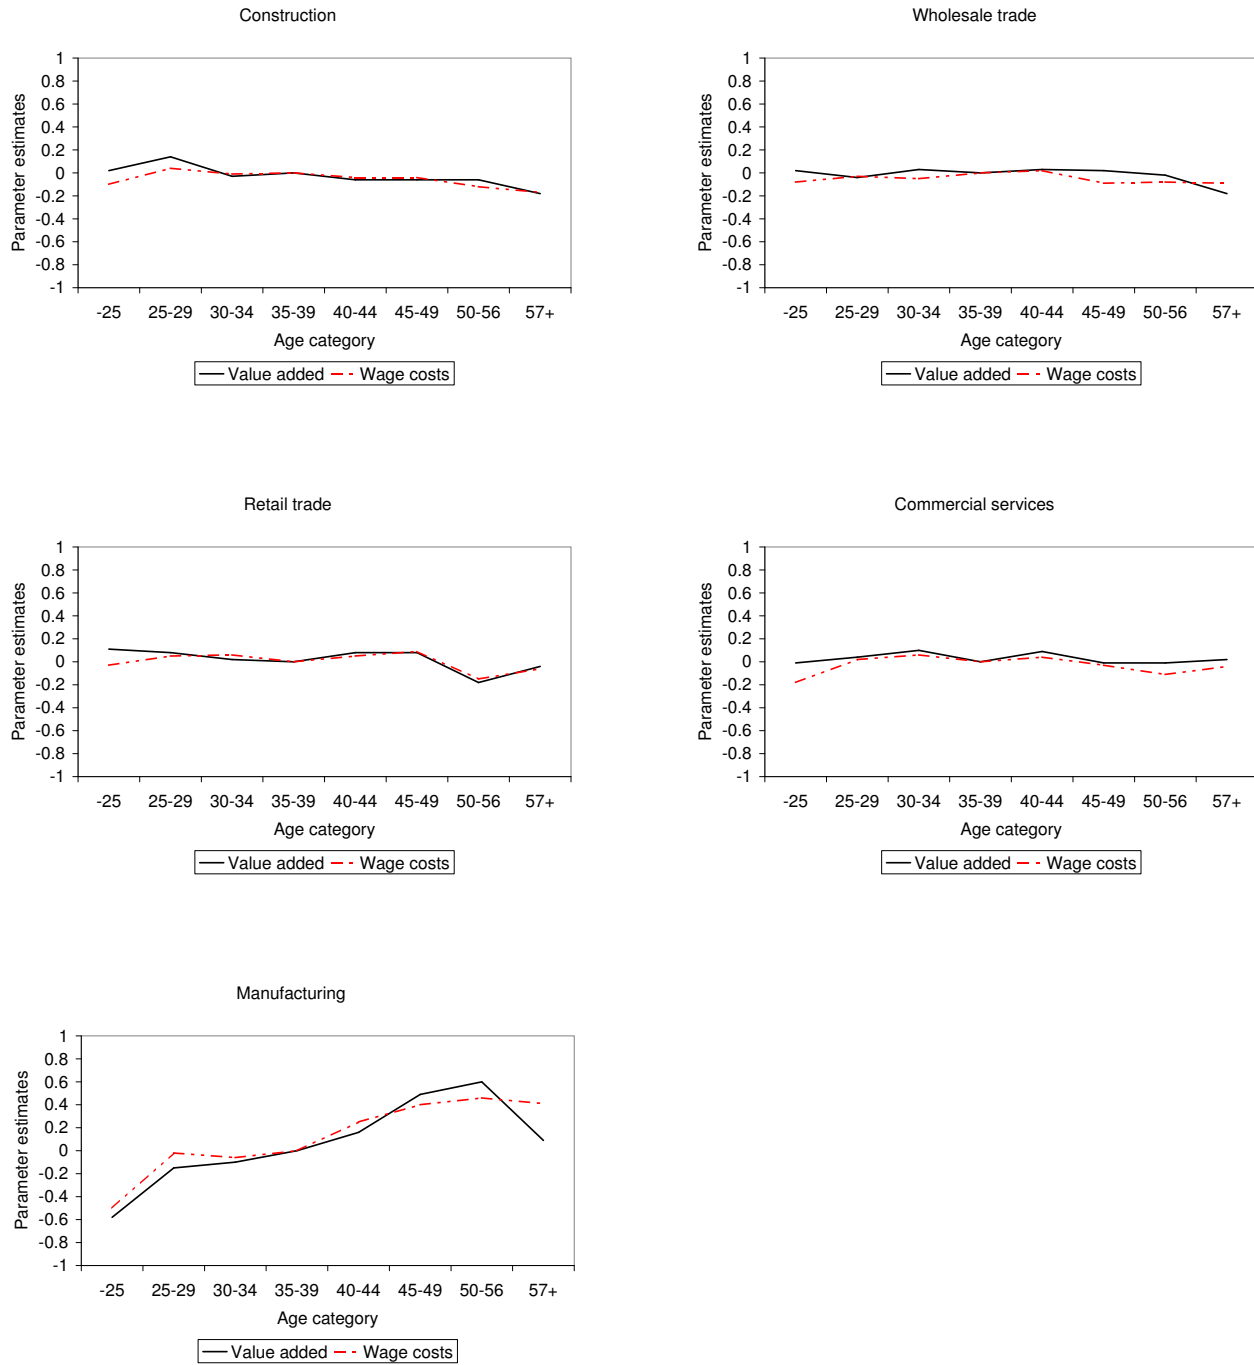 Construction
Parameter estimates
1
0.8
0.6
0.4
0.2
0
-0.2
-0.4
-0.6
-0.8
-1
-25 25-29 30-34 35-39 40-44 45-49 50-56 57+
Age category
Value added Wage costs
Wholesale trade
Parameter estimates
1
0.8
0.6
0.4
0.2
0
-0.2
-0.4
-0.6
-0.8
-1
-25 25-29 30-34 35-39 40-44 45-49 50-56 57+
Age category
Value added Wage costs
Retail trade
Parameter estimates
1
0.8
0.6
0.4
0.2
0
-0.2
-0.4
-0.6
-0.8
-1
-25 25-29 30-34 35-39 40-44 45-49 50-56 57+
Age category
Value added Wage costs
Commercial services
Parameter estimates
1
0.8
0.6
0.4
0.2
0
-0.2
-0.4
-0.6
-0.8
-1
-25 25-29 30-34 35-39 40-44 45-49 50-56 57+
Age category
Value added Wage costs
Manufacturing
Parameter estimates
1
0.8
0.6
0.4
0.2
0
-0.2
-0.4
-0.6
-0.8
-1
-25 25-29 30-34 35-39 40-44 45-49 50-56 57+
Age category
Value added Wage costs